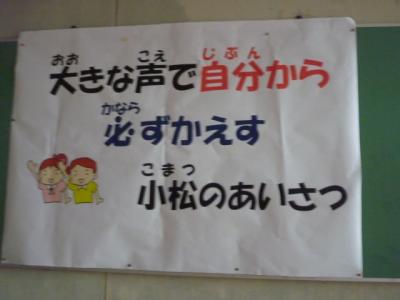 おお こえ じぶん
大きな声で自分から
かなら
必ずかえす
こまつ
小松のあいさつ